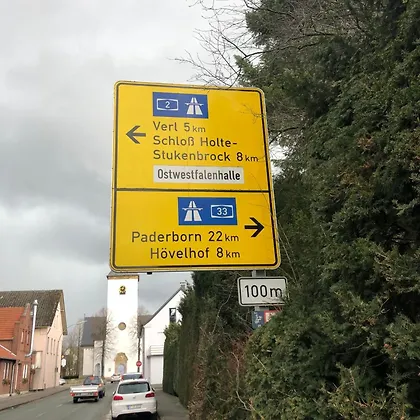 2
Verl 5 km
Schloß Holte-
Stukenbrock 8 km
Ostwestfalenhalle
33
Paderborn 22 km
Hövelhof 8 km
100 m